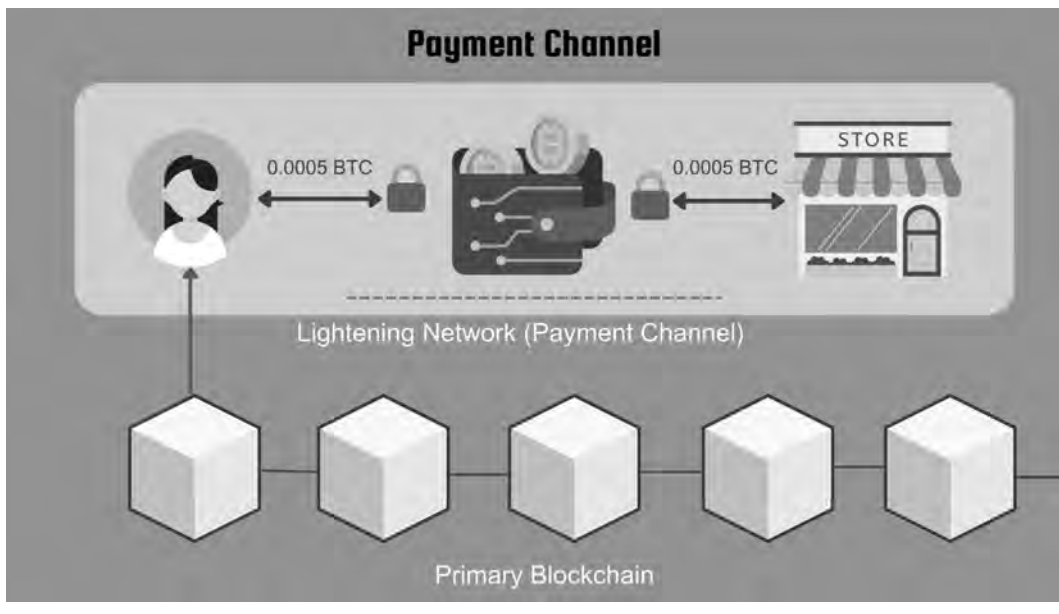 Payment Channel
STORE
0.0005 BTC
0.0005 BTC
Lightening Network (Payment Channel)
Primary Blockchain